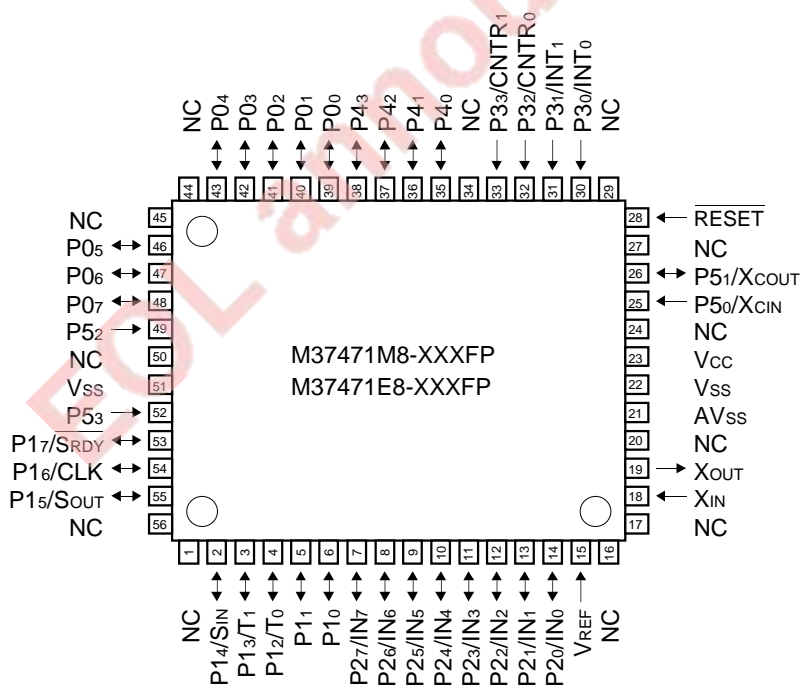 NC
P04
P03
P02
P01
P00
P43
P42
P41
P40
NC
P33/CNTR1
P32/CNTR0
P31/INT1
P30/INT0
NC
44 43 42 41 40 39 38 37 36 35 34 33 32 31 30 29
NC 45
P05 46
P06 47
P07 48
P52 49
NC 50
VSS 51
P53 52
P17/SRDY 53
P16/CLK 54
P15/SOUT 55
NC 56
M37471M8-XXXFP
M37471E8-XXXFP
28 RESET
27 NC
26 P51/XCOUT
25 P50/XCIN
24 NC
23 VCC
22 VSS
21 AVSS
20 NC
19 XOUT
18 XIN
17 NC
1 2 3 4 5 6 7 8 9 10 11 12 13 14 15 16
NC
P14/SIN
P13/T1
P12/T0
P11
P10
P27/IN7
P26/IN6
P25/IN5
P24/IN4
P23/IN3
P22/IN2
P21/IN1
P20/IN0
VREF
NC
EOL annou